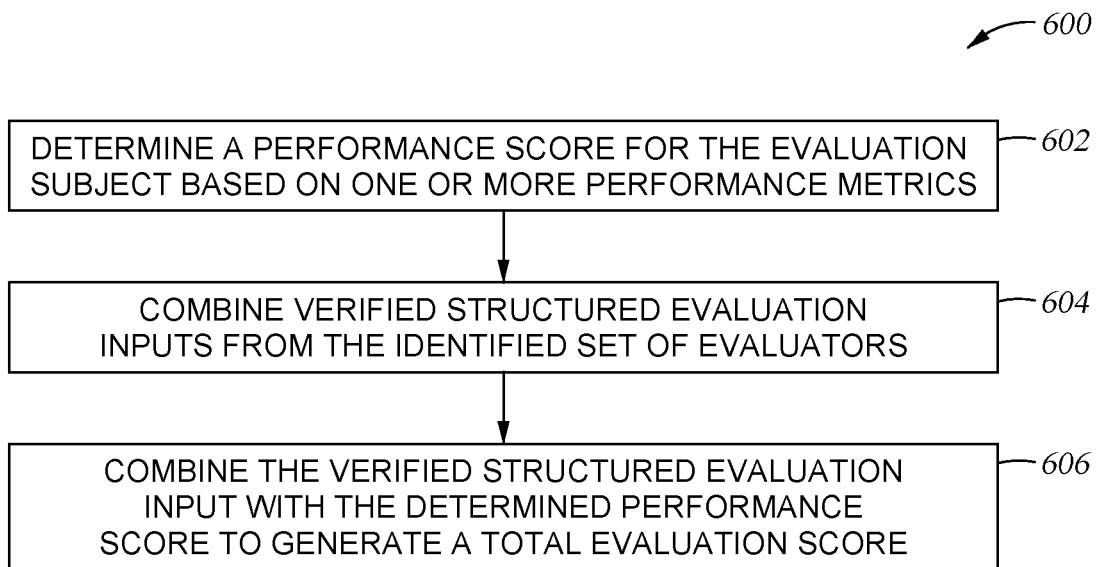 600
DETERMINE A PERFORMANCE SCORE FOR THE EVALUATION
SUBJECT BASED ON ONE OR MORE PERFORMANCE METRICS
602
COMBINE VERIFIED STRUCTURED EVALUATION
INPUTS FROM THE IDENTIFIED SET OF EVALUATORS
604
COMBINE THE VERIFIED STRUCTURED EVALUATION
INPUT WITH THE DETERMINED PERFORMANCE
SCORE TO GENERATE A TOTAL EVALUATION SCORE
606